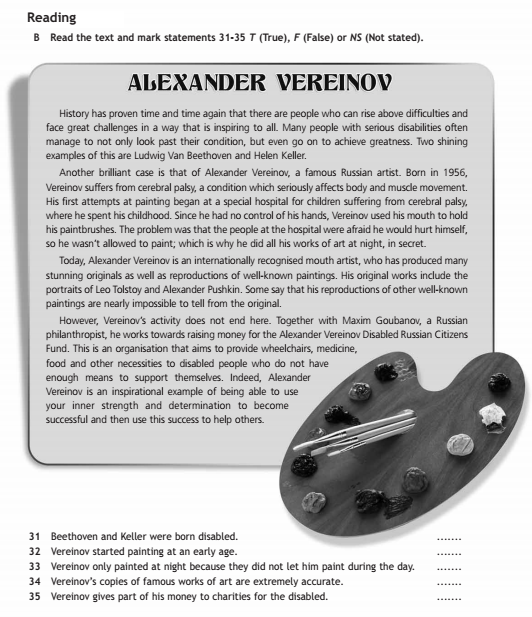 Reading
B Read the text and mark statements 31-35 T (True), F (False) or NS (Not stated).
ALEXANDER VEREINOV
History has proven time and time again that there are people who can rise above difficulties and
face great challenges in a way that is inspiring to all. Many people with serious disabilities often
manage to not only look past their condition, but even go on to achieve greatness. Two shining
examples of this are Ludwig Van Beethoven and Helen Keller.
Another brilliant case is that of Alexander Vereinov, a famous Russian artist. Born in 1956,
Vereinov suffers from cerebral palsy, a condition which seriously affects body and muscle movement.
His first attempts at painting began at a special hospital for children suffering from cerebral palsy,
where he spent his childhood. Since he had no control of his hands, Vereinov used his mouth to hold
his paintbrushes. The problem was that the people at the hospital were afraid he would hurt himself,
so he wasn't allowed to paint; which is why he did all his works of art at night, in secret.
Today, Alexander Vereinov is an internationally recognised mouth artist, who has produced many
stunning originals as well as reproductions of well-known paintings. His original works include the
portraits of Leo Tolstoy and Alexander Pushkin. Some say that his reproductions of other well-known
paintings are nearly impossible to tell from the original.
However, Vereinov's activity does not end here. Together with Maxim Goubanov, a Russian
philanthropist, he works towards raising money for the Alexander Vereinov Disabled Russian Citizens
Fund. This is an organisation that aims to provide wheelchairs, medicine,
food and other necessities to disabled people who do not have
enough means to support themselves. Indeed, Alexander
Vereinov is an inspirational example of being able to use
your inner strength and determination to become
successful and then use this success to help others.
31 Beethoven and Keller were born disabled. .......
32 Vereinov started painting at an early age. .......
33 Vereinov only painted at night because they did not let him paint during the day. .......
34 Vereinov's copies of famous works of art are extremely accurate. .......
35 Vereinov gives part of his money to charities for the disabled. .......